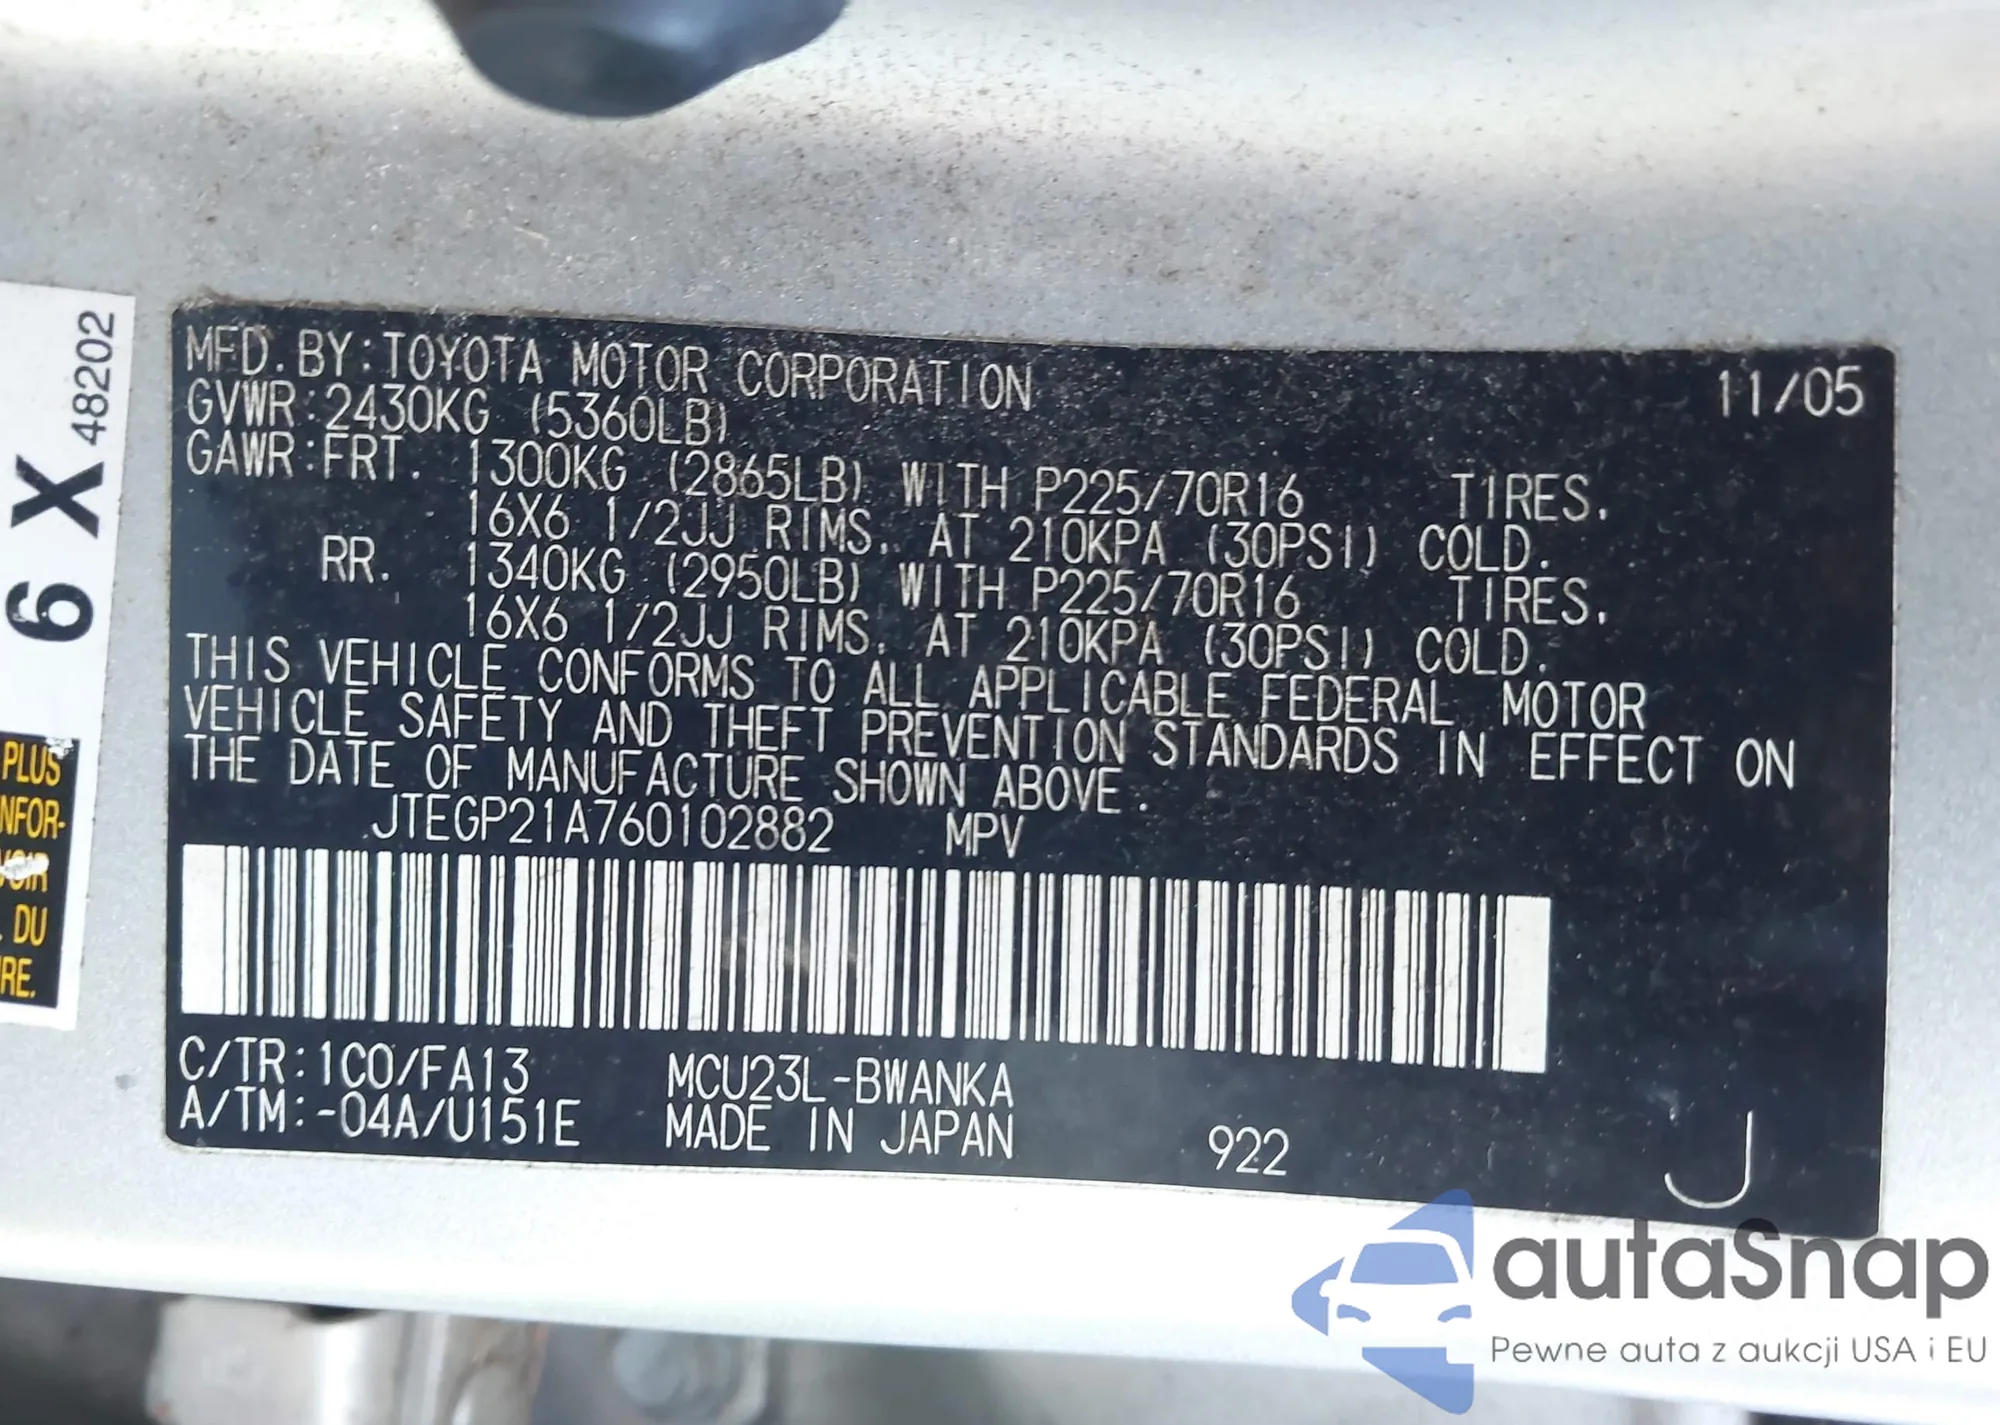 MFD. BY:TOYOTA MOTOR CORPORATION 11/05
GVWR:2430KG (5360LB)
GAWR:FRT. 1300KG (2865LB) WITH P225/70R16 TIRES.
16X6 1/2JJ RIMS. AT 210KPA (30PSI) COLD.
RR. 1340KG (2950LB) WITH P225/70R16 TIRES.
16X6 1/2JJ RIMS. AT 210KPA (30PSI) COLD.
THIS VEHICLE CONFORMS TO ALL APPLICABLE FEDERAL MOTOR
VEHICLE SAFETY AND THEFT PREVENTION STANDARDS IN EFFECT ON
THE DATE OF MANUFACTURE SHOWN ABOVE.
JTEGP21A760102882 MPV
C/TR:1C0/FA13 MCU23L-BWANKA
A/TM:-04A/U151E MADE IN JAPAN 922 J
6 X 48202
PLUS
NFOR-
VOIR
. DU
RE.
autaSnap
Pewne auta z aukcji USA i EU